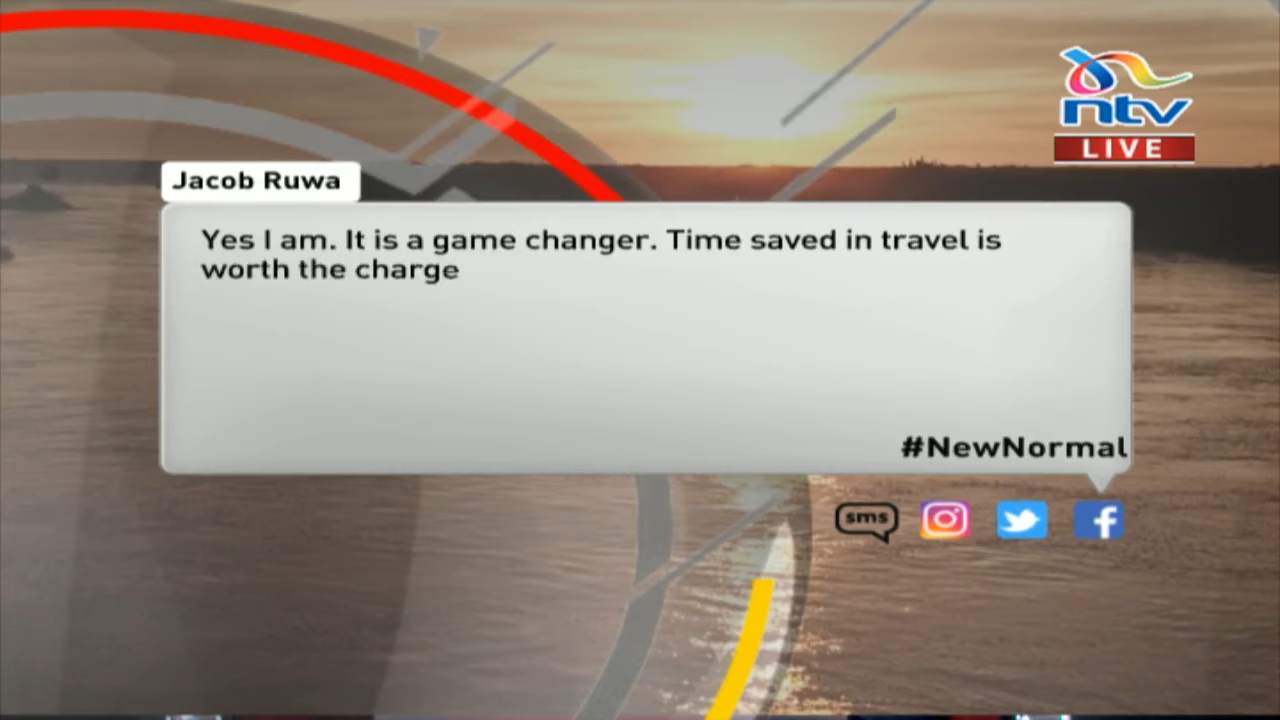 ntv
LIVE
Jacob Ruwa
Yes I am. It is a game changer. Time saved in travel is
worth the charge
#NewNormal
sms